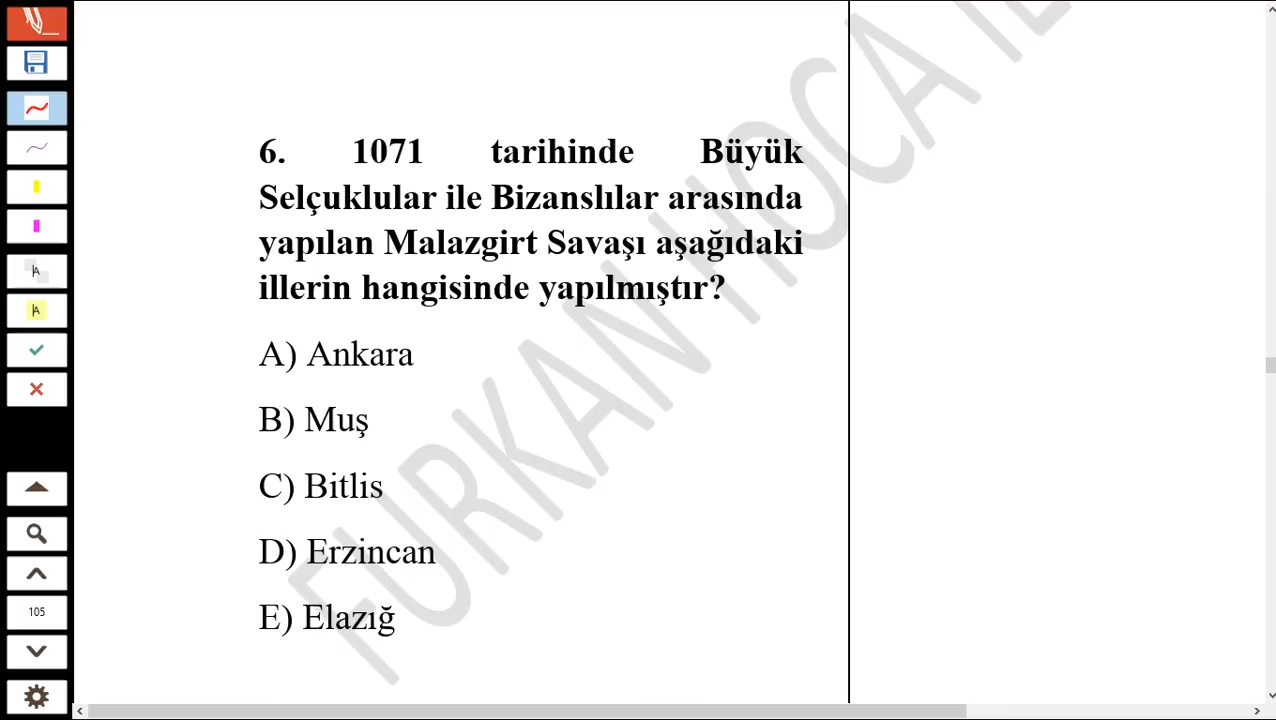 6. 1071 tarihinde Büyük
Selçuklular ile Bizanslılar arasında
yapılan Malazgirt Savaşı aşağıdaki
illerin hangisinde yapılmıştır?
A) Ankara
B) Muş
C) Bitlis
D) Erzincan
E) Elazığ
FURKAN HOCA İLE
A
A
105